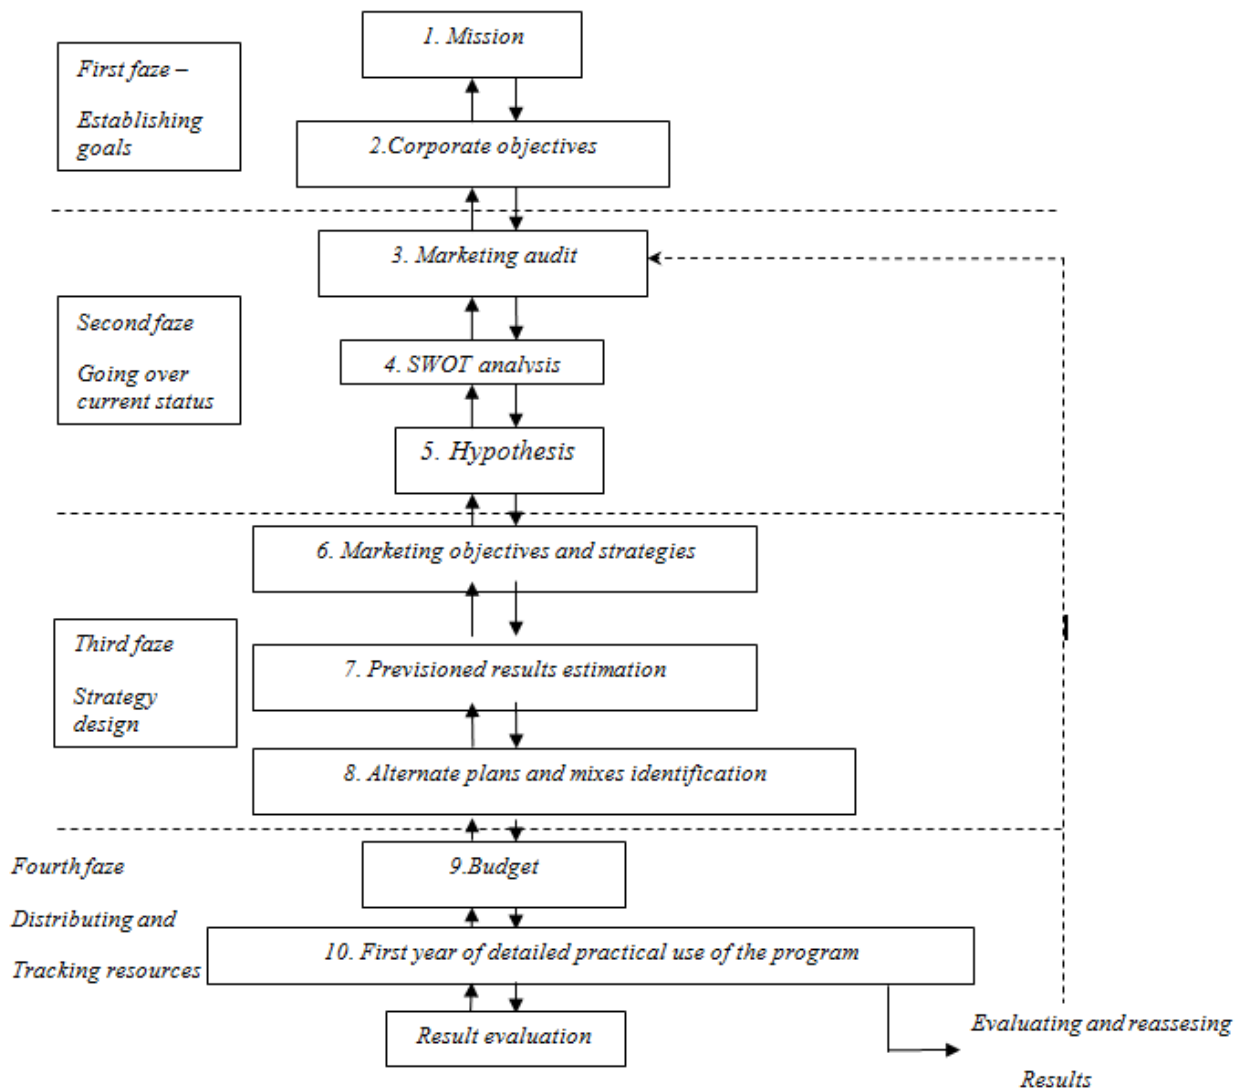 1. Mission
First faze –
Establishing
goals
2.Corporate objectives
3. Marketing audit
Second faze
Going over
current status
4. SWOT analysis
5. Hypothesis
6. Marketing objectives and strategies
Third faze
Strategy
design
7. Previsioned results estimation
8. Alternate plans and mixes identification
Fourth faze
Distributing and
Tracking resources
9.Budget
10. First year of detailed practical use of the program
Result evaluation
Evaluating and reassesing
Results